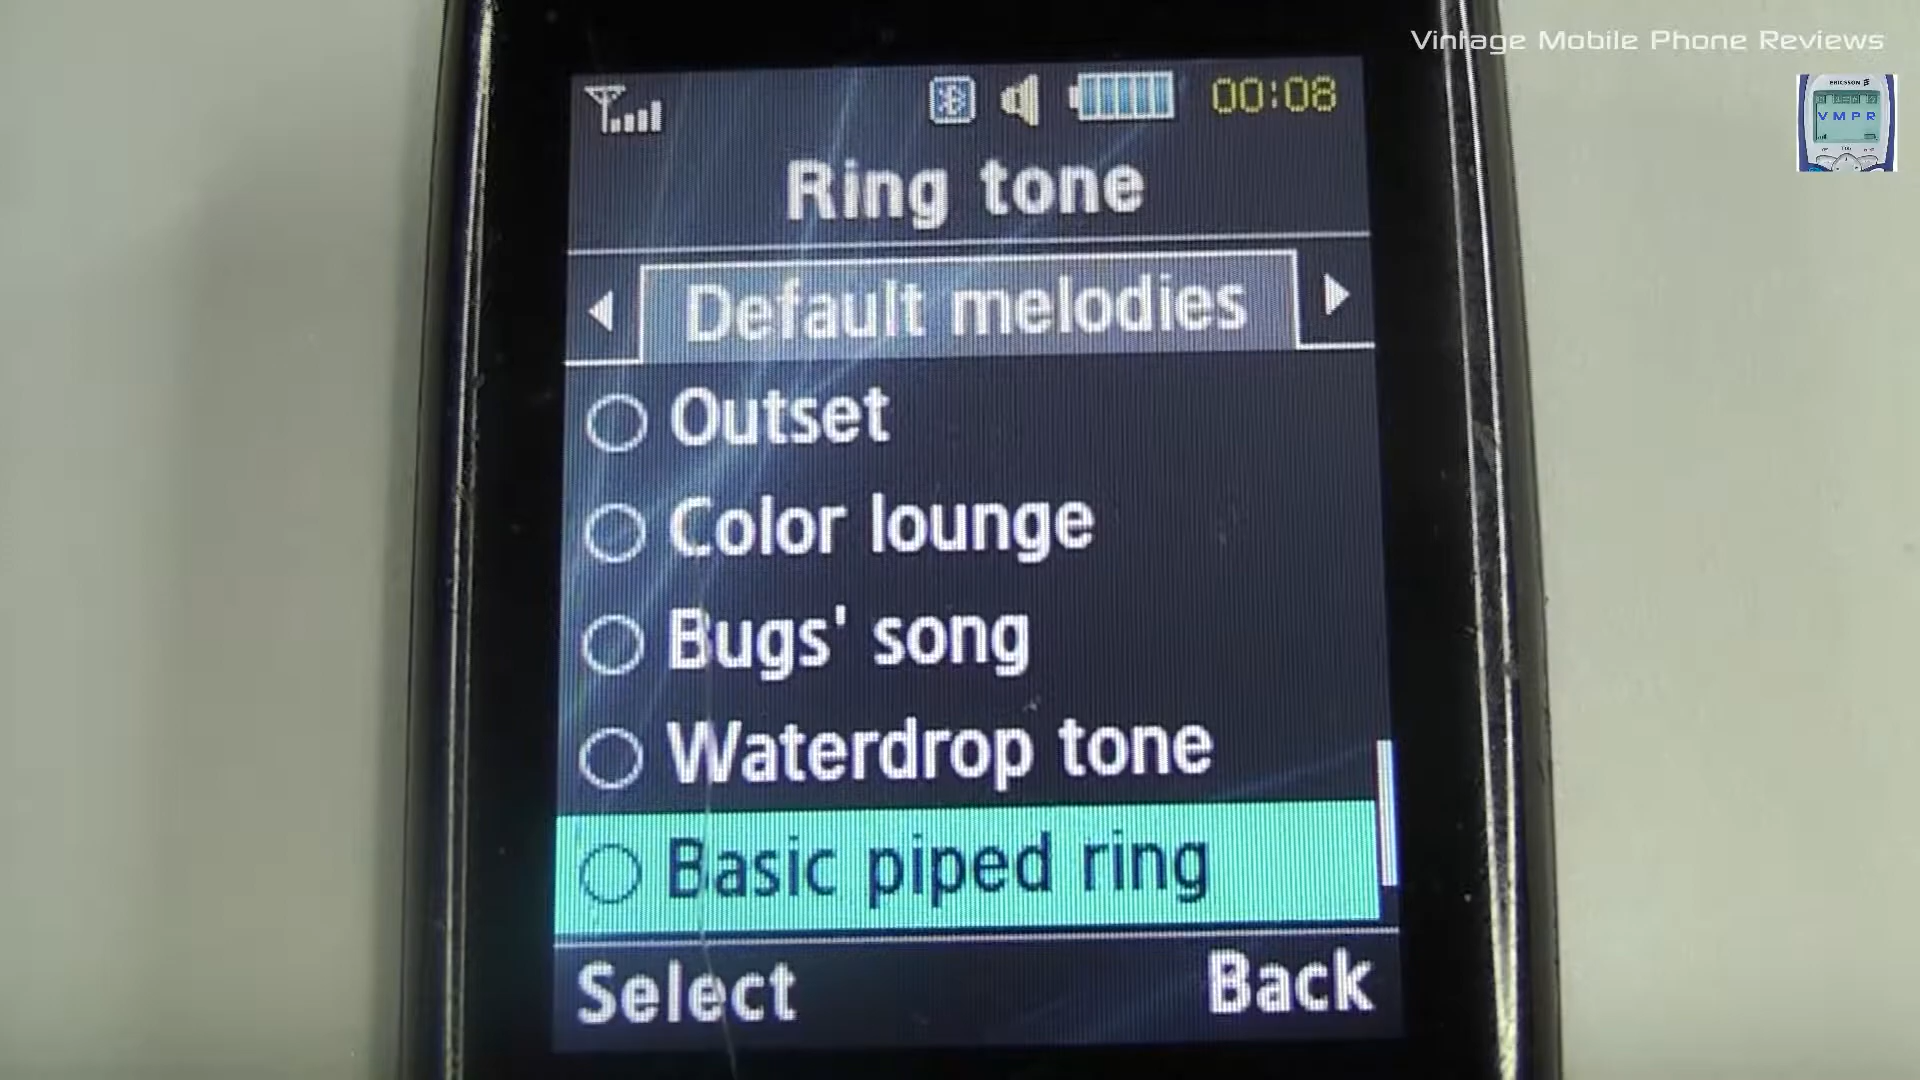 Vintage Mobile Phone Reviews
ERICSSON
VMPR
00:08
Ring tone
Default melodies
Outset
Color lounge
Bugs' song
Waterdrop tone
Basic piped ring
Select
Back